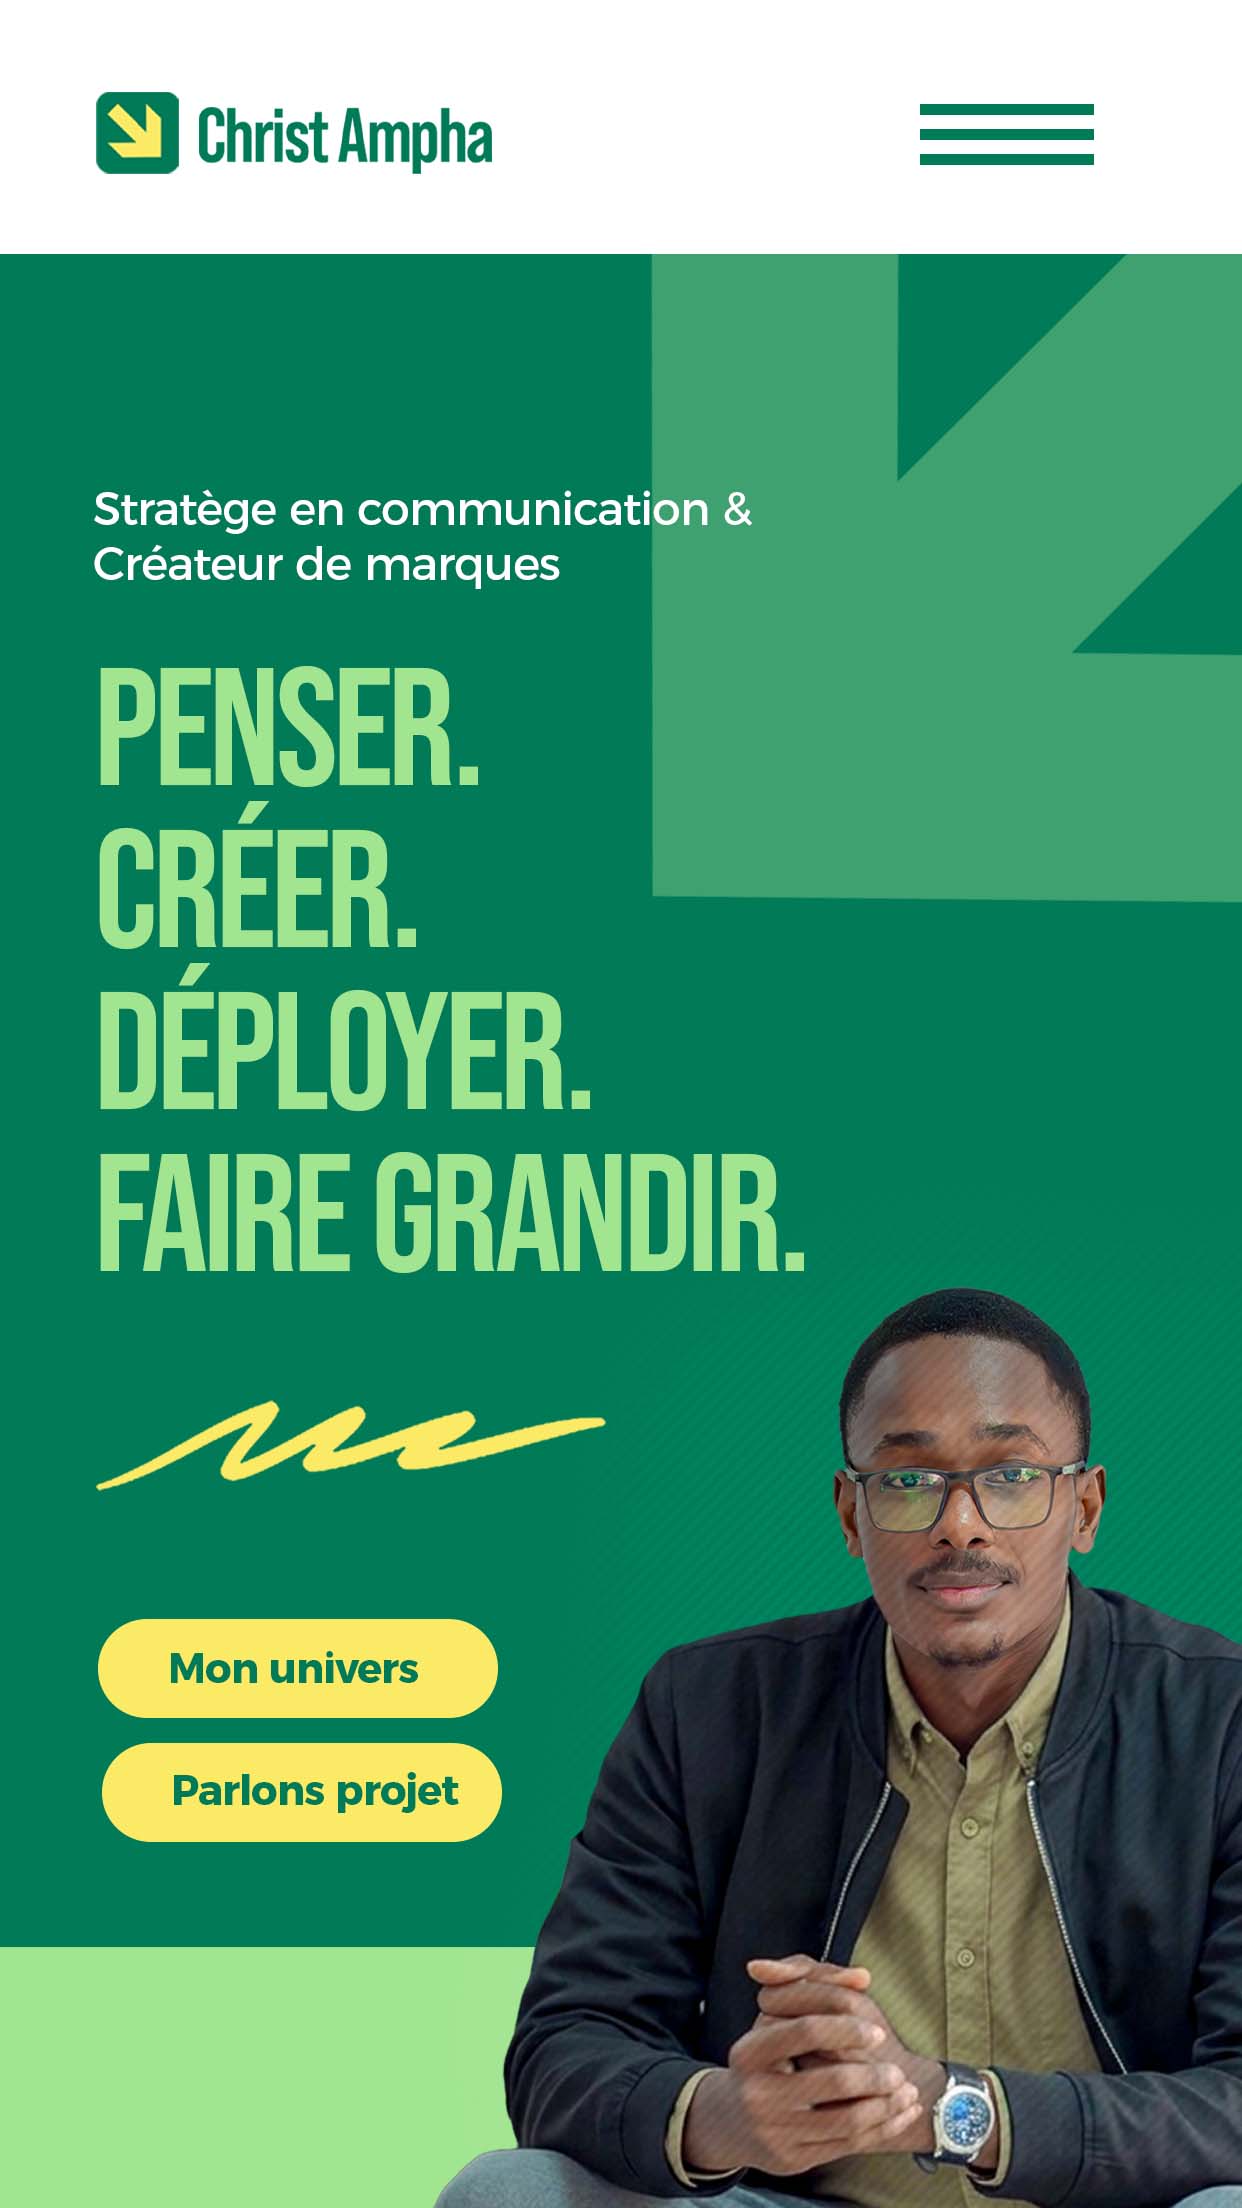 Christ Ampha
Stratège en communication &
Créateur de marques
PENSER.
CRÉER.
DÉPLOYER.
FAIRE GRANDIR.
Mon univers
Parlons projet